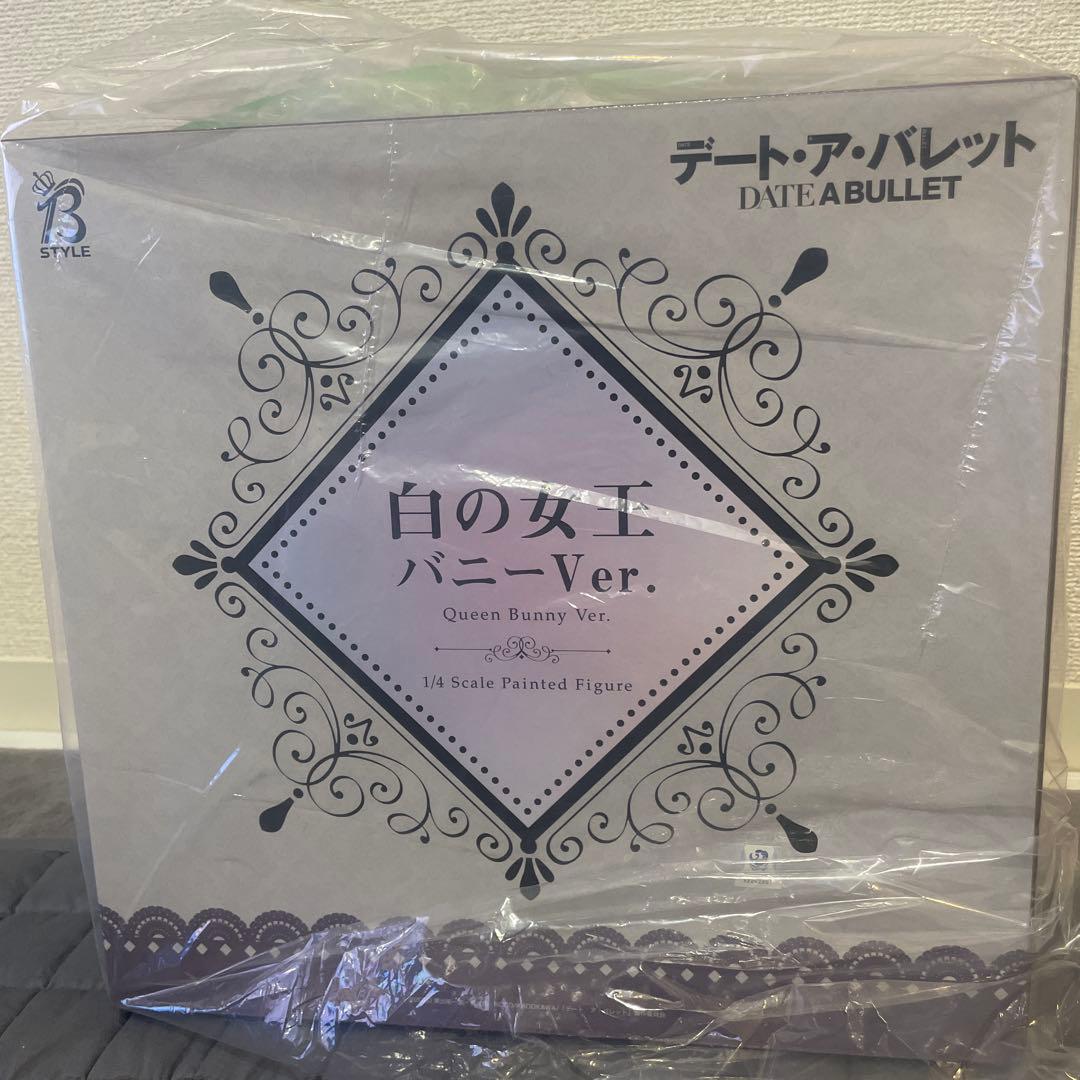 B
STYLE
デート・ア・バレット
DATE A BULLET
白の女王
バニーVer.
Queen Bunny Ver.
1/4 Scale Painted Figure